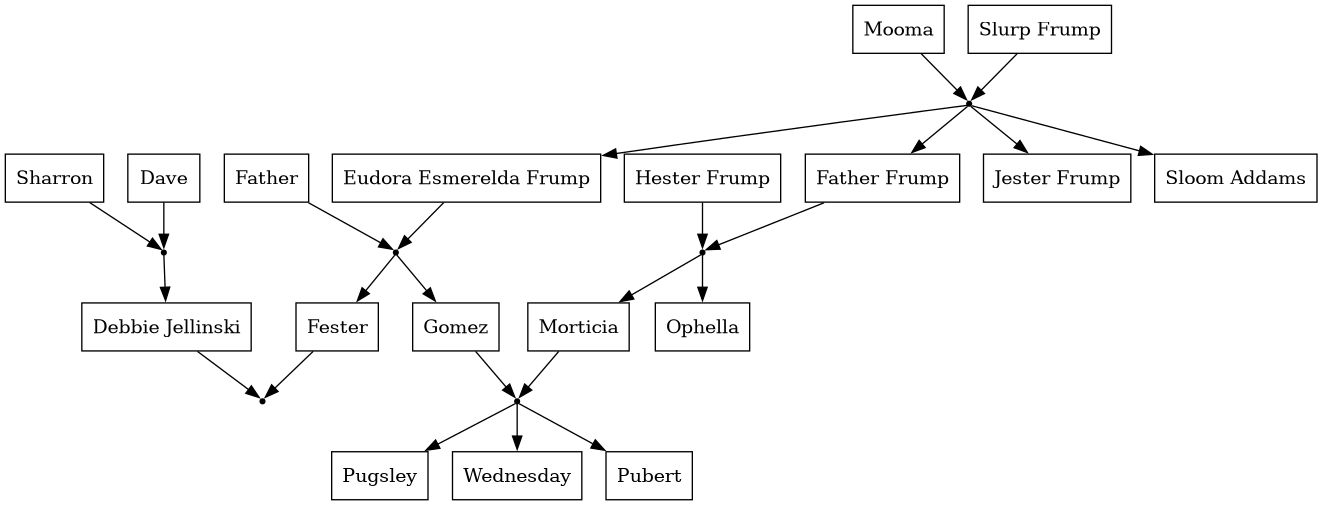 Mooma
Slurp Frump
Sharron
Dave
Father
Eudora Esmerelda Frump
Hester Frump
Father Frump
Jester Frump
Sloom Addams
Debbie Jellinski
Fester
Gomez
Morticia
Ophella
Pugsley
Wednesday
Pubert